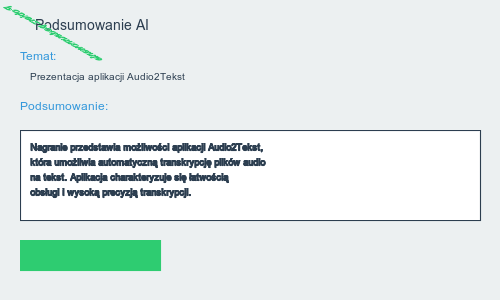 Podsumowanie AI
Temat:
Prezentacja aplikacji Audio2Tekst
Podsumowanie:
Nagranie przedstawia możliwości aplikacji Audio2Tekst,
która umożliwia automatyczną transkrypcję plików audio
na tekst. Aplikacja charakteryzuje się łatwością
obsługi i wysoką precyzją transkrypcji.